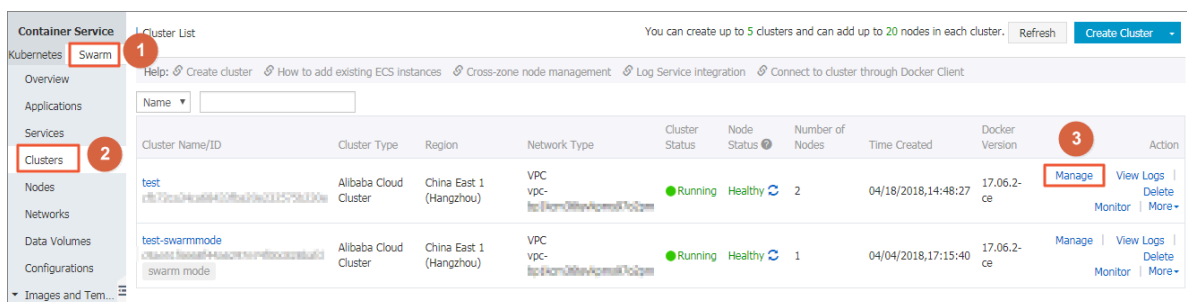 Container Service
Kubernetes Swarm
Overview
Applications
Services
Clusters
Nodes
Networks
Data Volumes
Configurations
Images and Tem...
1
2
Cluster List
You can create up to 5 clusters and can add up to 20 nodes in each cluster. Refresh Create Cluster
Help: Create cluster How to add existing ECS instances Cross-zone node management Log Service integration Connect to cluster through Docker Client
Name
Cluster Name/ID Cluster Type Region Network Type Cluster Status Node Status Number of Nodes Time Created Docker Version Action
3
test Alibaba Cloud Cluster China East 1 (Hangzhou) VPC vpc- Running Healthy 2 04/18/2018,14:48:27 17.06.2-ce Manage View Logs Delete Monitor More
test-swarmmode swarm mode Alibaba Cloud Cluster China East 1 (Hangzhou) VPC vpc- Running Healthy 1 04/04/2018,17:15:40 17.06.2-ce Manage View Logs Delete Monitor More